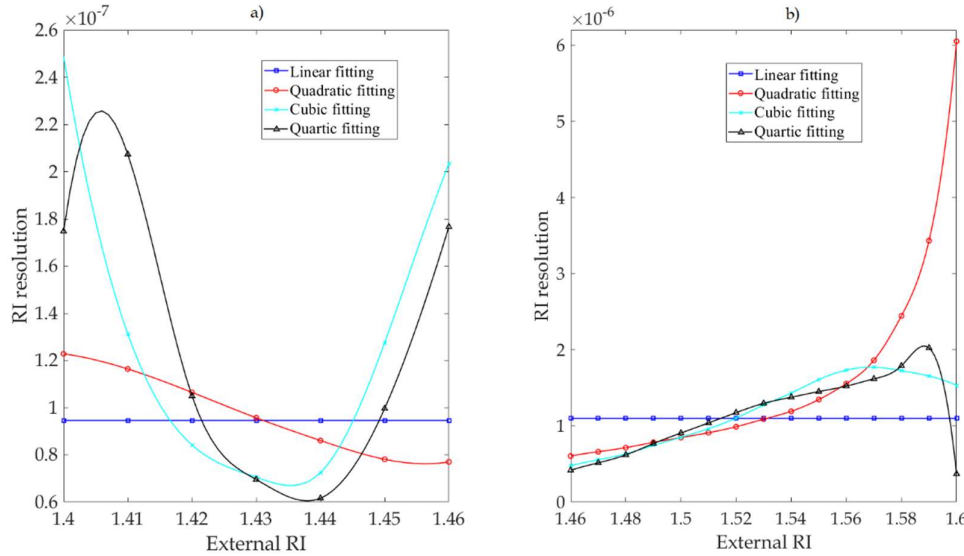 a)
×10-7
2.6
2.4
2.2
2
1.8
1.6
1.4
1.2
1
0.8
0.6
RI resolution
Linear fitting
Quadratic fitting
Cubic fitting
Quartic fitting
1.4 1.41 1.42 1.43 1.44 1.45 1.46
External RI
b)
×10-6
6
5
4
3
2
1
0
RI resolution
Linear fitting
Quadratic fitting
Cubic fitting
Quartic fitting
1.46 1.48 1.5 1.52 1.54 1.56 1.58 1.6
External RI